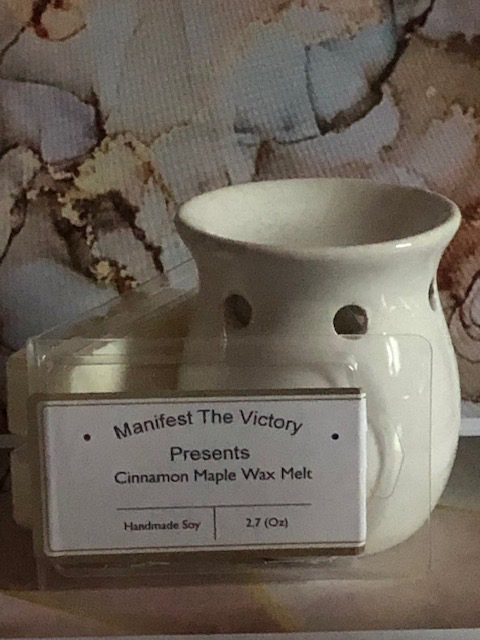 Manifest The Victory
Presents
Cinnamon Maple Wax Melt
Handmade Soy
2.7 (Oz)